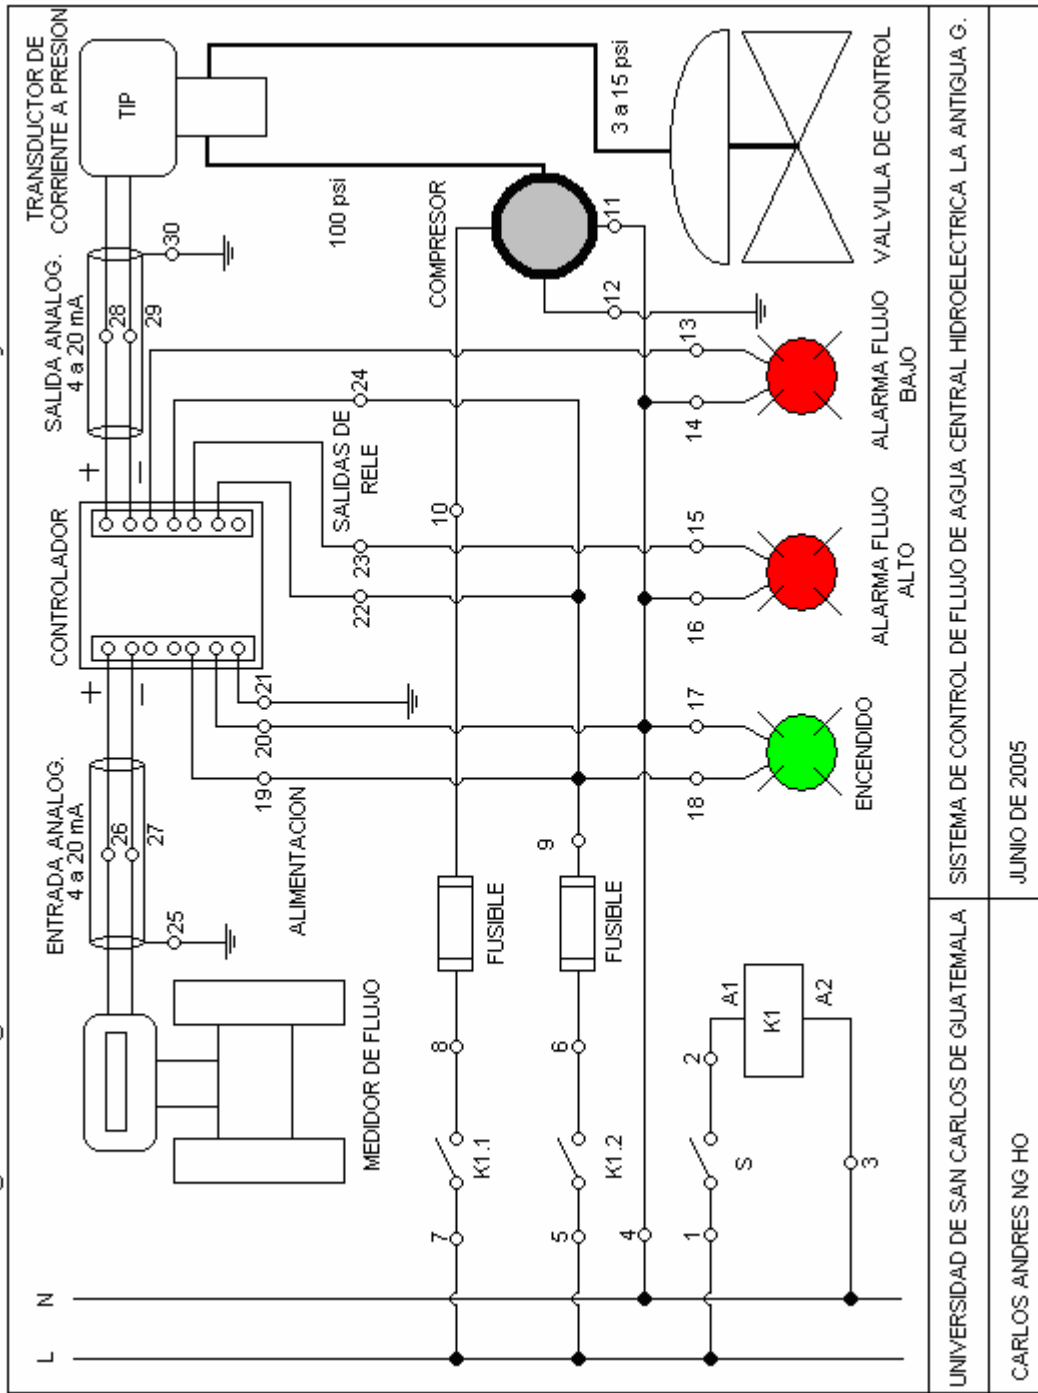 L
N
MEDIDOR DE FLUJO
ENTRADA ANALOG.
4 a 20 mA
+
−
26
27
25
CONTROLADOR
ALIMENTACION
19
20
21
SALIDA ANALOG.
4 a 20 mA
+
−
28
29
30
TRANSDUCTOR DE
CORRIENTE A PRESION
TIP
SALIDAS DE
RELE
22
23
24
100 psi
3 a 15 psi
COMPRESOR
VALVULA DE CONTROL
7
K1.1
8
FUSIBLE
10
11
12
5
K1.2
6
FUSIBLE
9
4
1
S
2
A1
K1
A2
3
18
17
ENCENDIDO
16
15
ALARMA FLUJO
ALTO
14
13
ALARMA FLUJO
BAJO
UNIVERSIDAD DE SAN CARLOS DE GUATEMALA
SISTEMA DE CONTROL DE FLUJO DE AGUA CENTRAL HIDROELECTRICA LA ANTIGUA G.
CARLOS ANDRES NG HO
JUNIO DE 2005